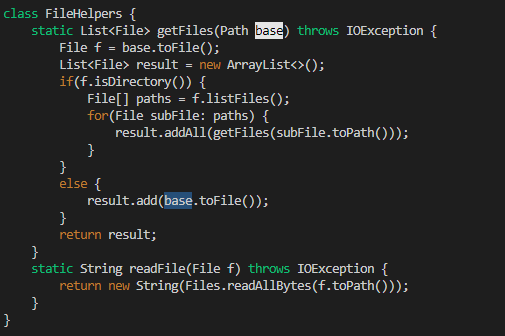 class FileHelpers {
    static List<File> getFiles(Path base) throws IOException {
        File f = base.toFile();
        List<File> result = new ArrayList<>();
        if(f.isDirectory()) {
            File[] paths = f.listFiles();
            for(File subFile: paths) {
                result.addAll(getFiles(subFile.toPath()));
            }
        }
        else {
            result.add(base.toFile());
        }
        return result;
    }
    static String readFile(File f) throws IOException {
        return new String(Files.readAllBytes(f.toPath()));
    }
}